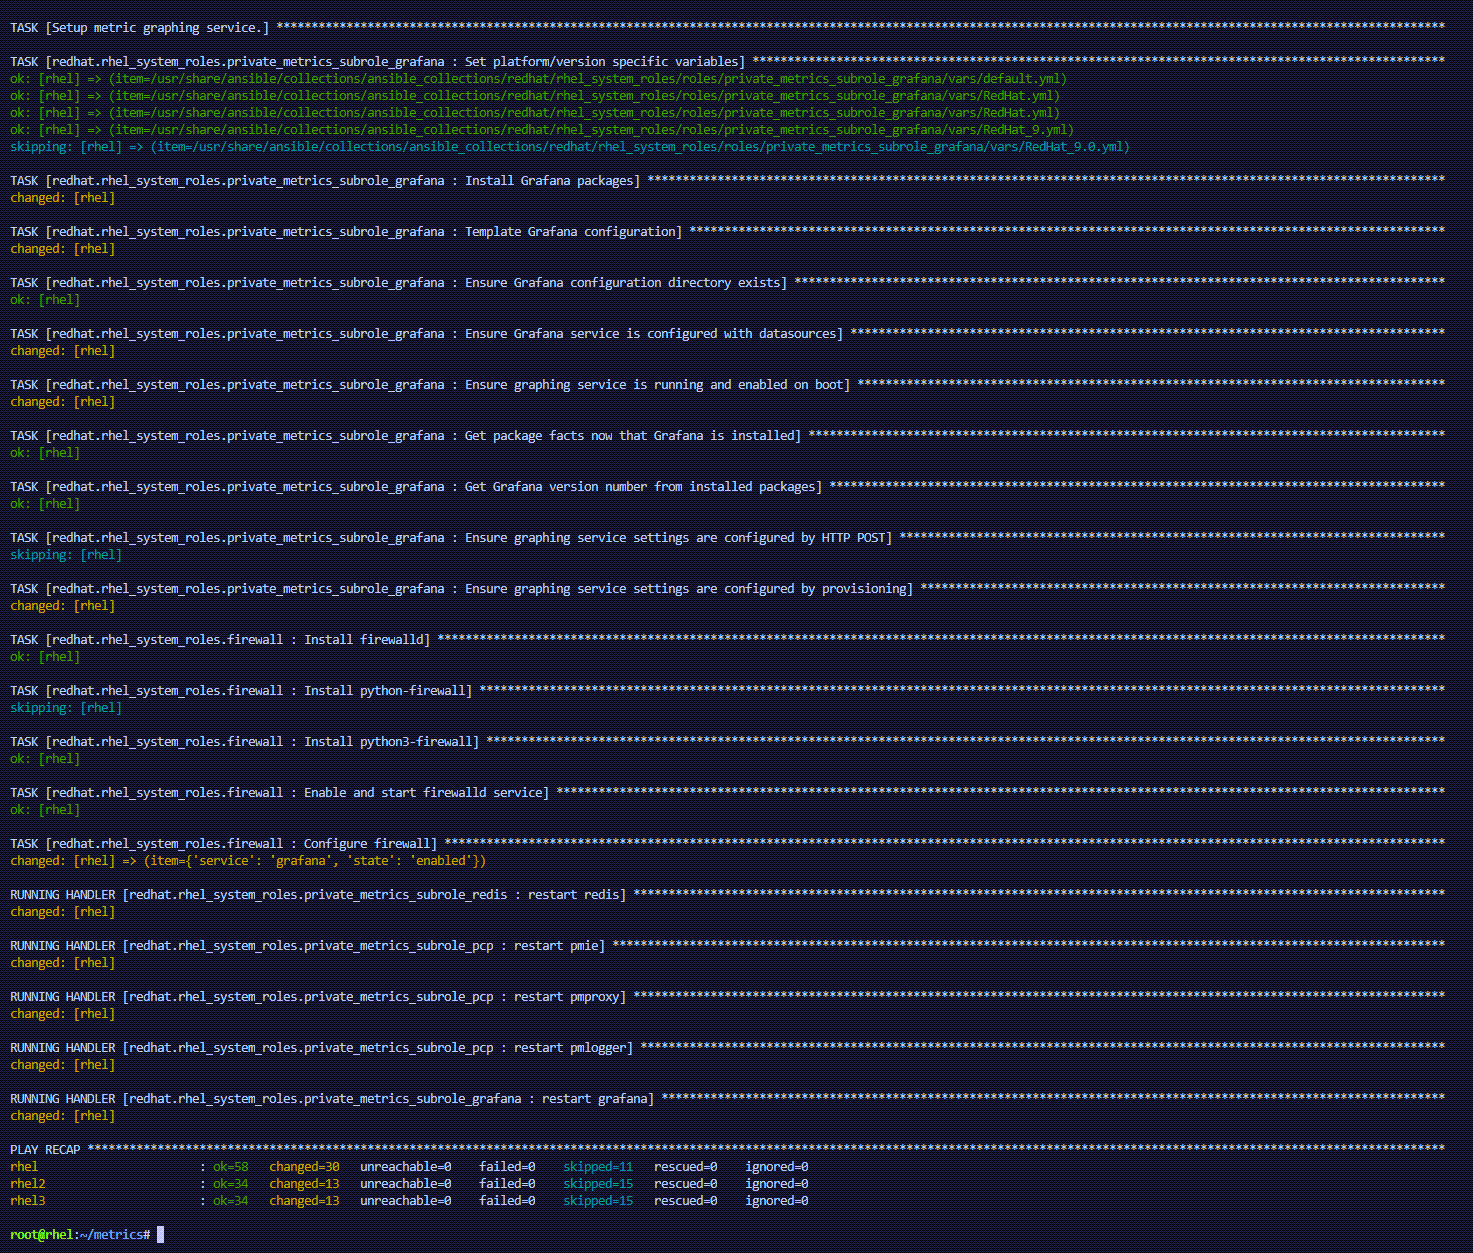 TASK [Setup metric graphing service.] ***********************************************************************************************************************************************************************
TASK [redhat.rhel_system_roles.private_metrics_subrole_grafana : Set platform/version specific variables] ***************************************************************************************************
ok: [rhel] => (item=/usr/share/ansible/collections/ansible_collections/redhat/rhel_system_roles/roles/private_metrics_subrole_grafana/vars/default.yml)
ok: [rhel] => (item=/usr/share/ansible/collections/ansible_collections/redhat/rhel_system_roles/roles/private_metrics_subrole_grafana/vars/RedHat.yml)
ok: [rhel] => (item=/usr/share/ansible/collections/ansible_collections/redhat/rhel_system_roles/roles/private_metrics_subrole_grafana/vars/RedHat.yml)
ok: [rhel] => (item=/usr/share/ansible/collections/ansible_collections/redhat/rhel_system_roles/roles/private_metrics_subrole_grafana/vars/RedHat_9.yml)
skipping: [rhel] => (item=/usr/share/ansible/collections/ansible_collections/redhat/rhel_system_roles/roles/private_metrics_subrole_grafana/vars/RedHat_9.0.yml)
TASK [redhat.rhel_system_roles.private_metrics_subrole_grafana : Install Grafana packages] ******************************************************************************************************************
changed: [rhel]
TASK [redhat.rhel_system_roles.private_metrics_subrole_grafana : Template Grafana configuration] ************************************************************************************************************
changed: [rhel]
TASK [redhat.rhel_system_roles.private_metrics_subrole_grafana : Ensure Grafana configuration directory exists] *********************************************************************************************
ok: [rhel]
TASK [redhat.rhel_system_roles.private_metrics_subrole_grafana : Ensure Grafana service is configured with datasources] *************************************************************************************
changed: [rhel]
TASK [redhat.rhel_system_roles.private_metrics_subrole_grafana : Ensure graphing service is running and enabled on boot] ************************************************************************************
changed: [rhel]
TASK [redhat.rhel_system_roles.private_metrics_subrole_grafana : Get package facts now that Grafana is installed] *******************************************************************************************
ok: [rhel]
TASK [redhat.rhel_system_roles.private_metrics_subrole_grafana : Get Grafana version number from installed packages] ****************************************************************************************
ok: [rhel]
TASK [redhat.rhel_system_roles.private_metrics_subrole_grafana : Ensure graphing service settings are configured by HTTP POST] ******************************************************************************
skipping: [rhel]
TASK [redhat.rhel_system_roles.private_metrics_subrole_grafana : Ensure graphing service settings are configured by provisioning] ***************************************************************************
changed: [rhel]
TASK [redhat.rhel_system_roles.firewall : Install firewalld] ************************************************************************************************************************************************
ok: [rhel]
TASK [redhat.rhel_system_roles.firewall : Install python-firewall] ******************************************************************************************************************************************
skipping: [rhel]
TASK [redhat.rhel_system_roles.firewall : Install python3-firewall] *****************************************************************************************************************************************
ok: [rhel]
TASK [redhat.rhel_system_roles.firewall : Enable and start firewalld service] *******************************************************************************************************************************
ok: [rhel]
TASK [redhat.rhel_system_roles.firewall : Configure firewall] ***********************************************************************************************************************************************
changed: [rhel] => (item={'service': 'grafana', 'state': 'enabled'})
RUNNING HANDLER [redhat.rhel_system_roles.private_metrics_subrole_redis : restart redis] ********************************************************************************************************************
changed: [rhel]
RUNNING HANDLER [redhat.rhel_system_roles.private_metrics_subrole_pcp : restart pmie] ***********************************************************************************************************************
changed: [rhel]
RUNNING HANDLER [redhat.rhel_system_roles.private_metrics_subrole_pcp : restart pmproxy] ********************************************************************************************************************
changed: [rhel]
RUNNING HANDLER [redhat.rhel_system_roles.private_metrics_subrole_pcp : restart pmlogger] *******************************************************************************************************************
changed: [rhel]
RUNNING HANDLER [redhat.rhel_system_roles.private_metrics_subrole_grafana : restart grafana] ****************************************************************************************************************
changed: [rhel]
PLAY RECAP **************************************************************************************************************************************************************************************************
rhel                       : ok=58   changed=30   unreachable=0    failed=0    skipped=11   rescued=0    ignored=0
rhel2                      : ok=34   changed=13   unreachable=0    failed=0    skipped=15   rescued=0    ignored=0
rhel3                      : ok=34   changed=13   unreachable=0    failed=0    skipped=15   rescued=0    ignored=0
root@rhel:~/metrics#